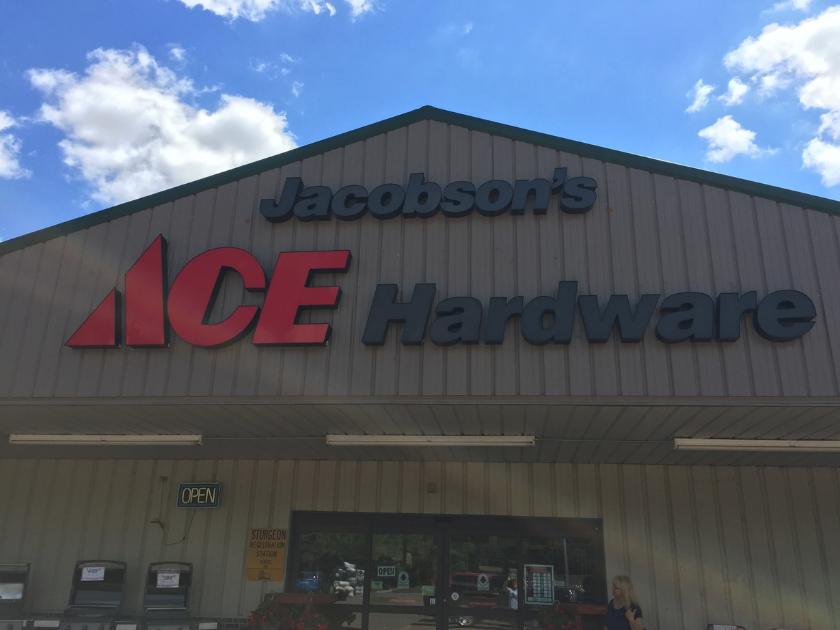 Jacobson's
ACE Hardware
OPEN
STURGEON
REGISTRATION
STATION
OPEN